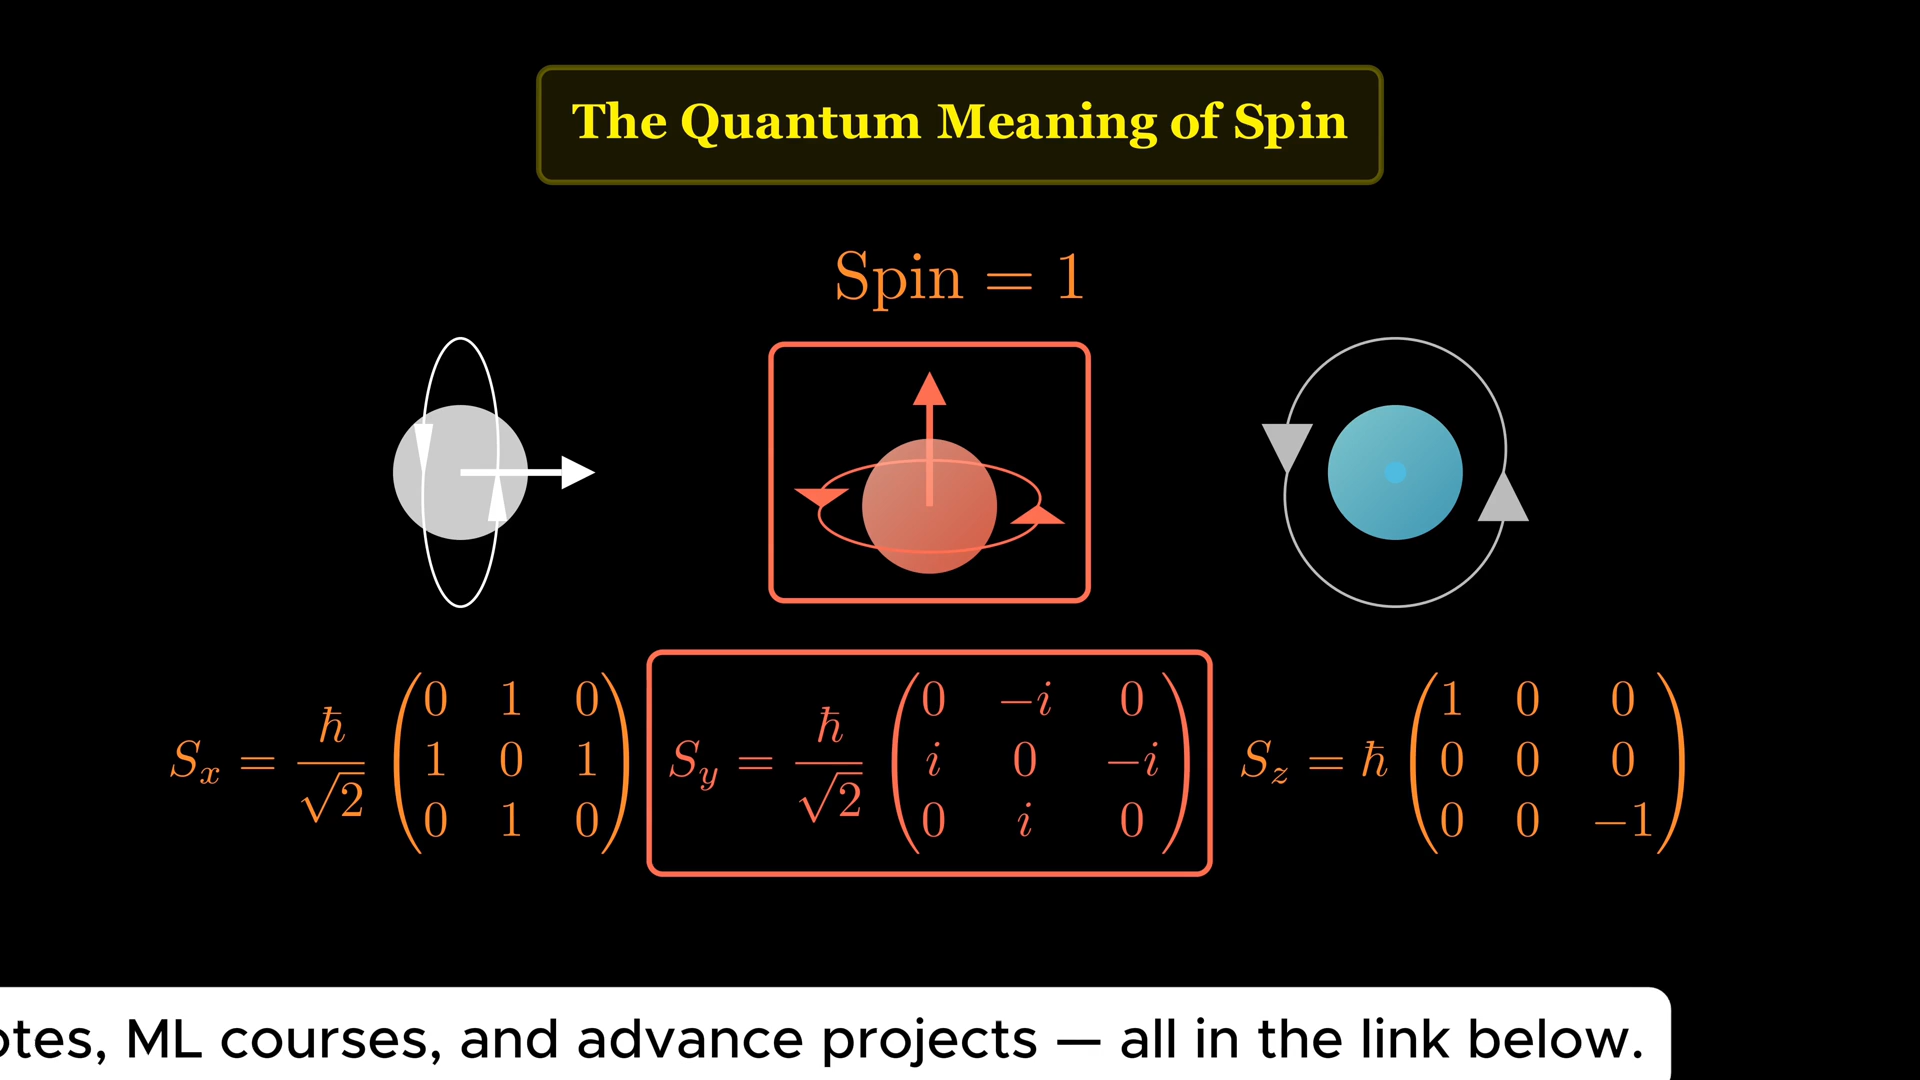 The Quantum Meaning of Spin
Spin = 1
S_x = ħ/√2 (0 1 0; 1 0 1; 0 1 0)
S_y = ħ/√2 (0 −i 0; i 0 −i; 0 i 0)
S_z = ħ (1 0 0; 0 0 0; 0 0 −1)
otes, ML courses, and advance projects — all in the link below.